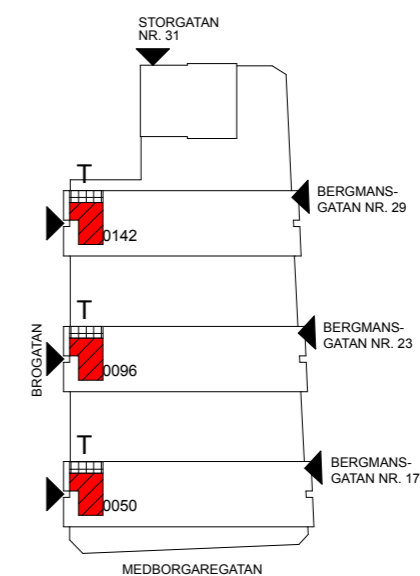 STORGATAN
NR. 31
T
BERGMANS-
GATAN NR. 29
0142
T
BERGMANS-
GATAN NR. 23
0096
BROGATAN
T
BERGMANS-
GATAN NR. 17
0050
MEDBORGAREGATAN